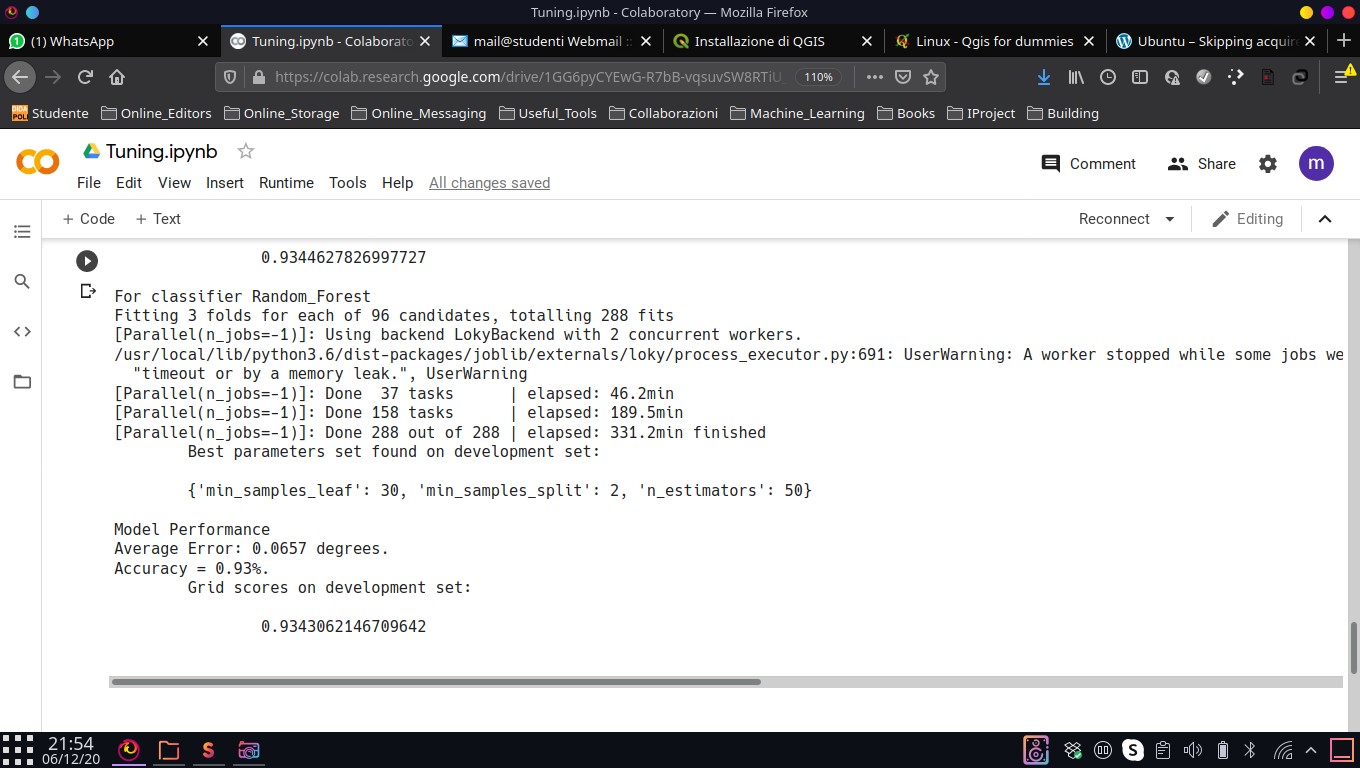 Tuning.ipynb - Colaboratory — Mozilla Firefox
(1) WhatsApp
Tuning.ipynb - Colaborato
mail@studenti Webmail ::
Installazione di QGIS
Linux - Qgis for dummies
Ubuntu – Skipping acquir
https://colab.research.google.com/drive/1GG6pyCYEwG-R7bB-vqsuvSW8RTiU_ 110%
DIDA POLI Studente Online_Editors Online_Storage Online_Messaging Useful_Tools Collaborazioni Machine_Learning Books IProject Building
Tuning.ipynb
Comment Share m
File Edit View Insert Runtime Tools Help All changes saved
+ Code + Text Reconnect Editing
0.9344627826997727
For classifier Random_Forest
Fitting 3 folds for each of 96 candidates, totalling 288 fits
[Parallel(n_jobs=-1)]: Using backend LokyBackend with 2 concurrent workers.
/usr/local/lib/python3.6/dist-packages/joblib/externals/loky/process_executor.py:691: UserWarning: A worker stopped while some jobs we
"timeout or by a memory leak.", UserWarning
[Parallel(n_jobs=-1)]: Done  37 tasks      | elapsed: 46.2min
[Parallel(n_jobs=-1)]: Done 158 tasks      | elapsed: 189.5min
[Parallel(n_jobs=-1)]: Done 288 out of 288 | elapsed: 331.2min finished
Best parameters set found on development set:
{'min_samples_leaf': 30, 'min_samples_split': 2, 'n_estimators': 50}
Model Performance
Average Error: 0.0657 degrees.
Accuracy = 0.93%.
Grid scores on development set:
0.9343062146709642
21:54
06/12/20